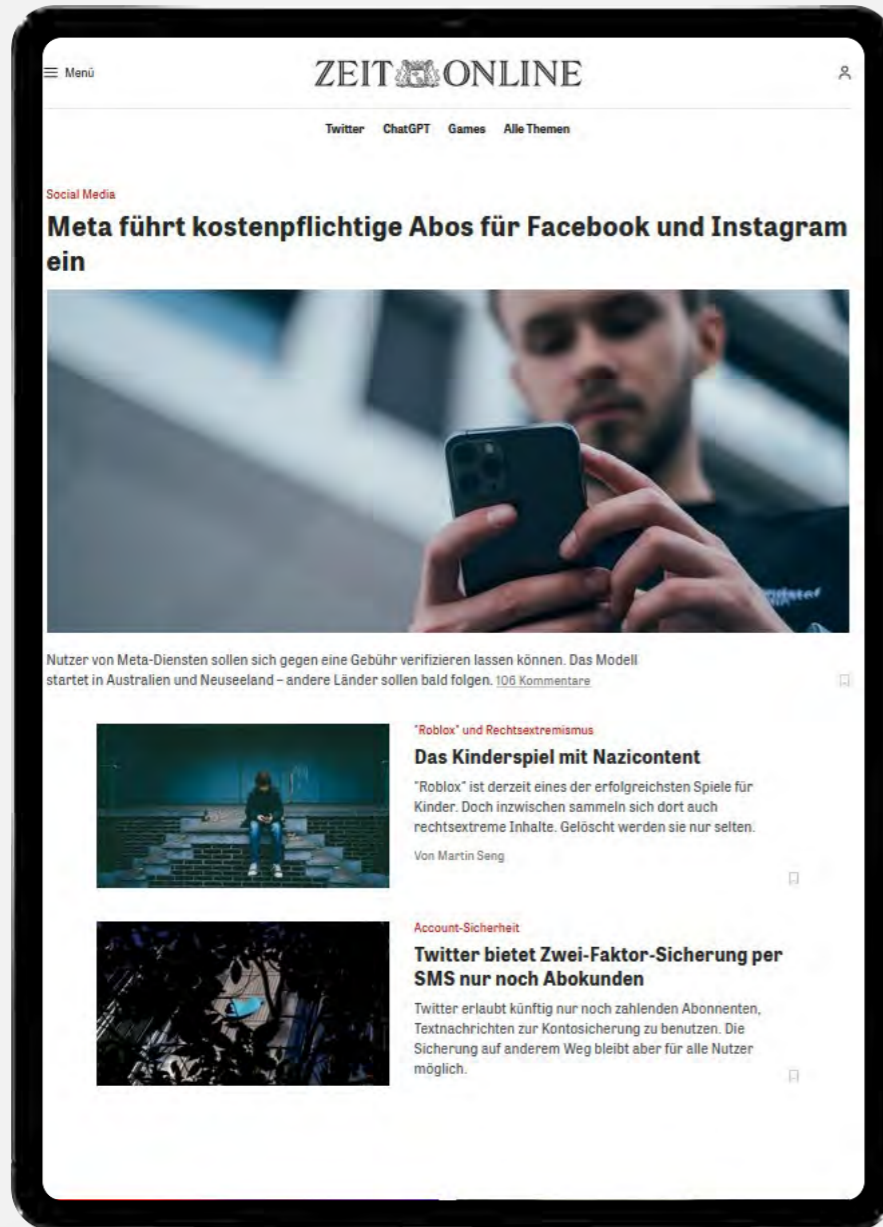 Menü
ZEIT ONLINE
Twitter ChatGPT Games Alle Themen
Social Media
Meta führt kostenpflichtige Abos für Facebook und Instagram
ein
Nutzer von Meta-Diensten sollen sich gegen eine Gebühr verifizieren lassen können. Das Modell
startet in Australien und Neuseeland – andere Länder sollen bald folgen. 106 Kommentare
"Roblox" und Rechtsextremismus
Das Kinderspiel mit Nazicontent
"Roblox" ist derzeit eines der erfolgreichsten Spiele für
Kinder. Doch inzwischen sammeln sich dort auch
rechtsextreme Inhalte. Gelöscht werden sie nur selten.
Von Martin Seng
Account-Sicherheit
Twitter bietet Zwei-Faktor-Sicherung per
SMS nur noch Abokunden
Twitter erlaubt künftig nur noch zahlenden Abonnenten,
Textnachrichten zur Kontosicherung zu benutzen. Die
Sicherung auf anderem Weg bleibt aber für alle Nutzer
möglich.